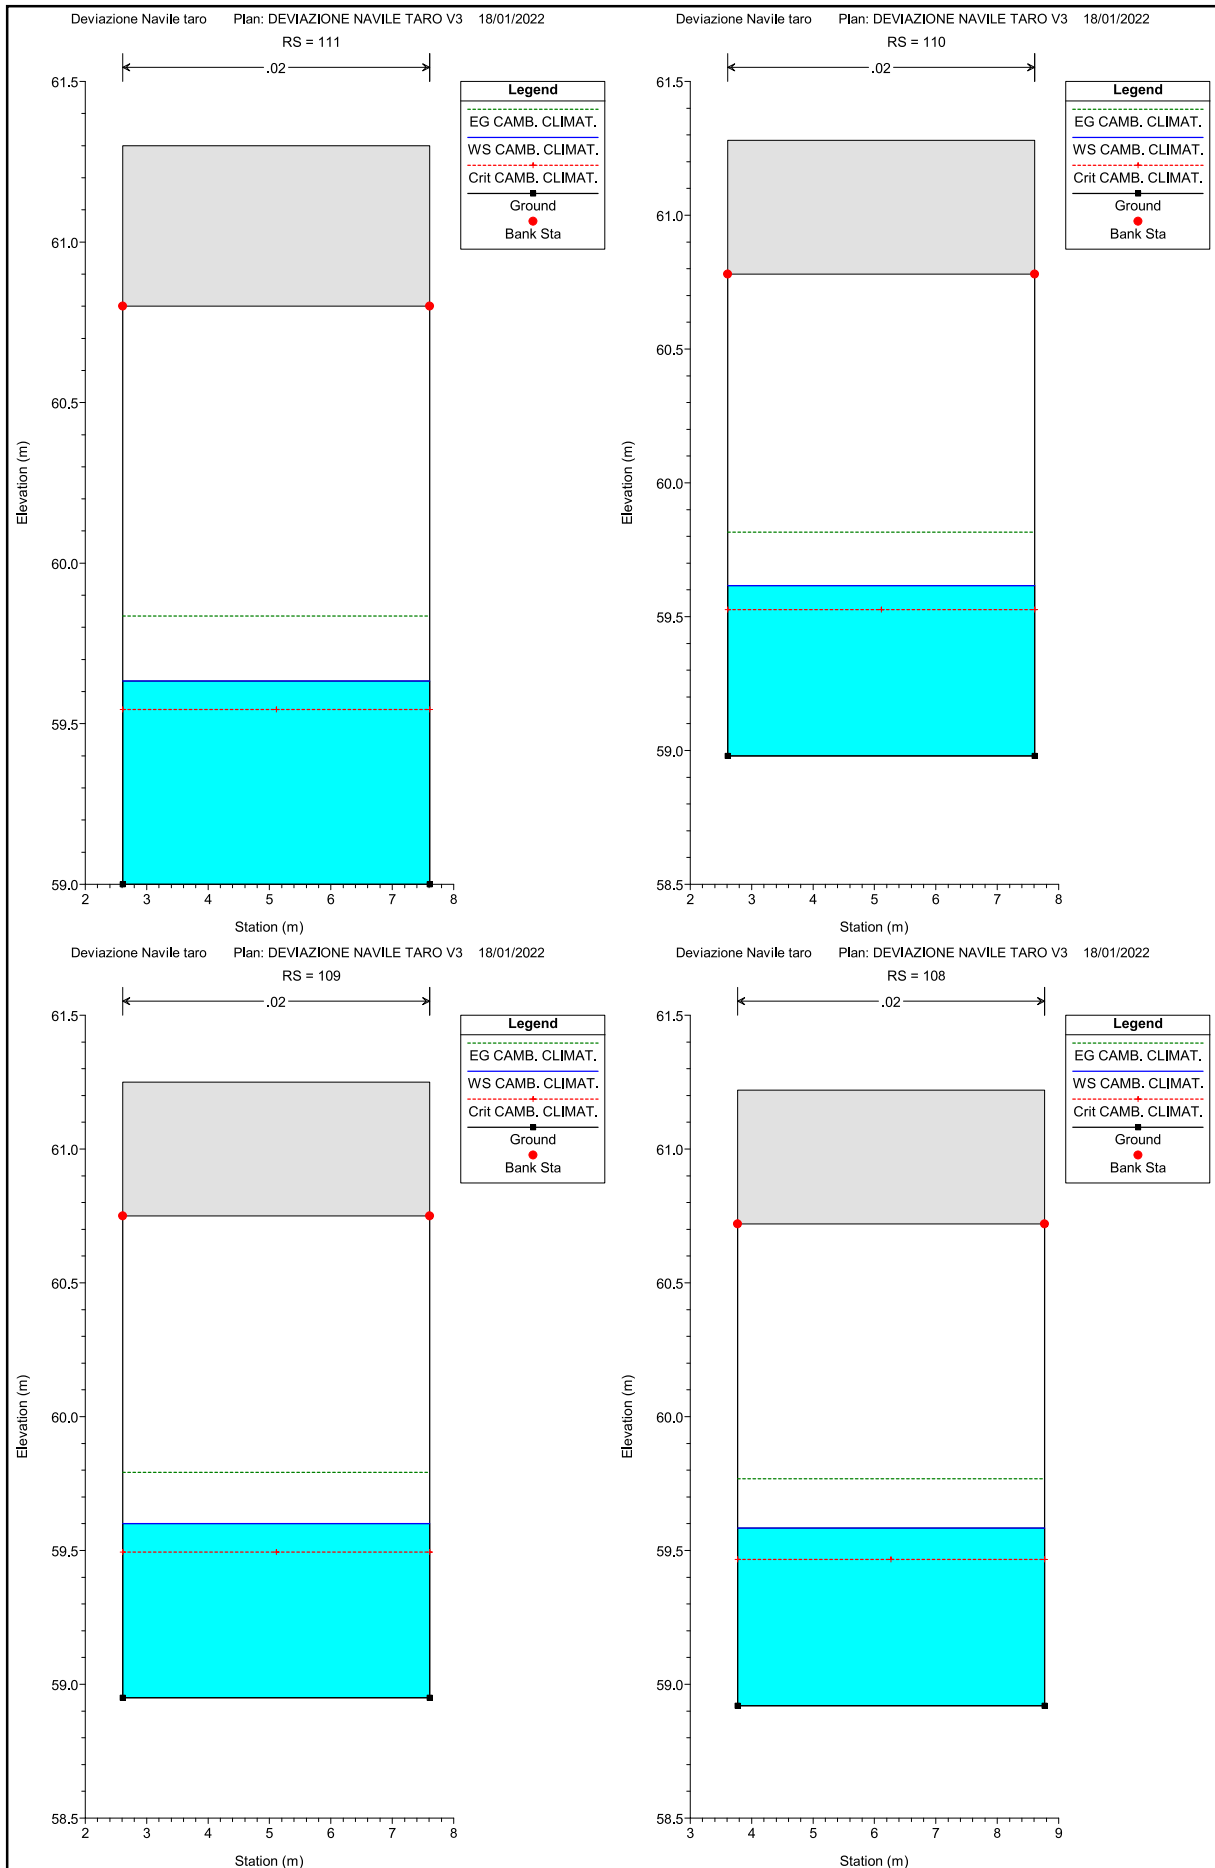 Deviazione Navile taro Plan: DEVIAZIONE NAVILE TARO V3 18/01/2022
RS = 111
.02
61.5
61.0
60.5
60.0
59.5
59.0
Elevation (m)
2 3 4 5 6 7 8
Station (m)
Legend
EG CAMB. CLIMAT.
WS CAMB. CLIMAT.
Crit CAMB. CLIMAT.
Ground
Bank Sta
Deviazione Navile taro Plan: DEVIAZIONE NAVILE TARO V3 18/01/2022
RS = 110
.02
61.5
61.0
60.5
60.0
59.5
59.0
58.5
Elevation (m)
2 3 4 5 6 7 8
Station (m)
Legend
EG CAMB. CLIMAT.
WS CAMB. CLIMAT.
Crit CAMB. CLIMAT.
Ground
Bank Sta
Deviazione Navile taro Plan: DEVIAZIONE NAVILE TARO V3 18/01/2022
RS = 109
.02
61.5
61.0
60.5
60.0
59.5
59.0
58.5
Elevation (m)
2 3 4 5 6 7 8
Station (m)
Legend
EG CAMB. CLIMAT.
WS CAMB. CLIMAT.
Crit CAMB. CLIMAT.
Ground
Bank Sta
Deviazione Navile taro Plan: DEVIAZIONE NAVILE TARO V3 18/01/2022
RS = 108
.02
61.5
61.0
60.5
60.0
59.5
59.0
58.5
Elevation (m)
3 4 5 6 7 8 9
Station (m)
Legend
EG CAMB. CLIMAT.
WS CAMB. CLIMAT.
Crit CAMB. CLIMAT.
Ground
Bank Sta